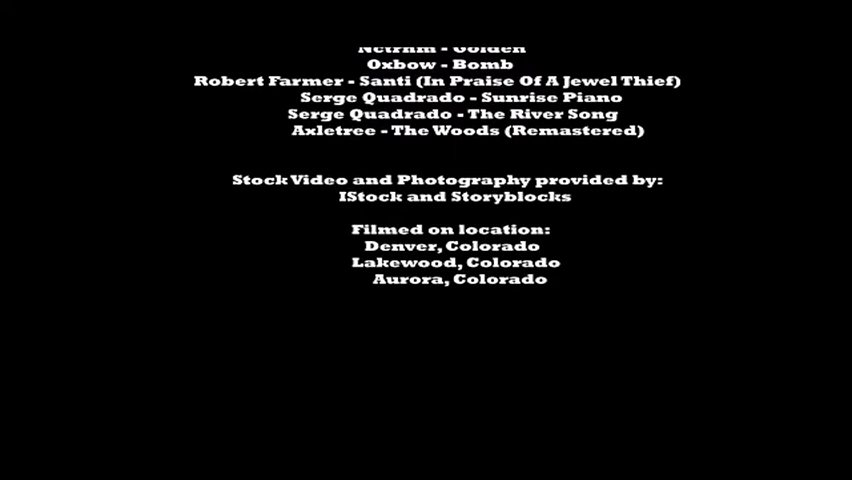 Nctrnm - Golden
Oxbow - Bomb
Robert Farmer - Santi (In Praise Of A Jewel Thief)
Serge Quadrado - Sunrise Piano
Serge Quadrado - The River Song
Axletree - The Woods (Remastered)
Stock Video and Photography provided by:
IStock and Storyblocks
Filmed on location:
Denver, Colorado
Lakewood, Colorado
Aurora, Colorado